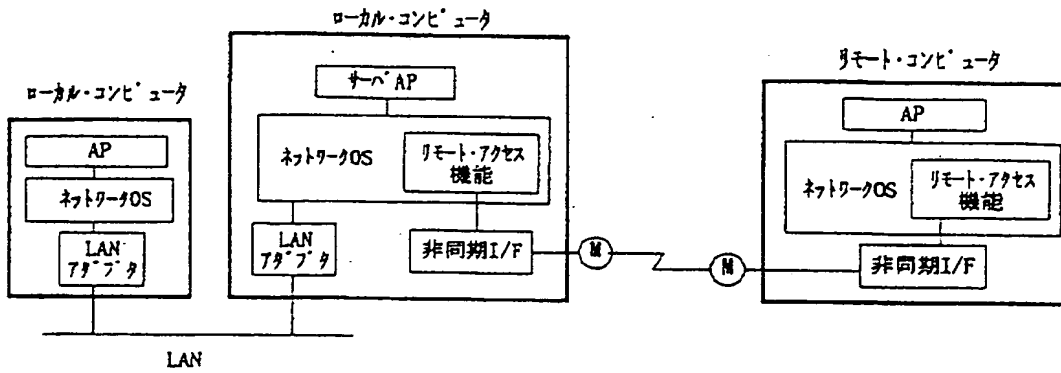 ローカル・コンピュータ
ローカル・コンピュータ
リモート・コンピュータ
AP
ネットワークOS
LAN
アダプタ
サーバAP
ネットワークOS
リモート・アクセス
機能
LAN
アダプタ
非同期I/F
M
M
AP
ネットワークOS
リモート・アクセス
機能
非同期I/F
LAN